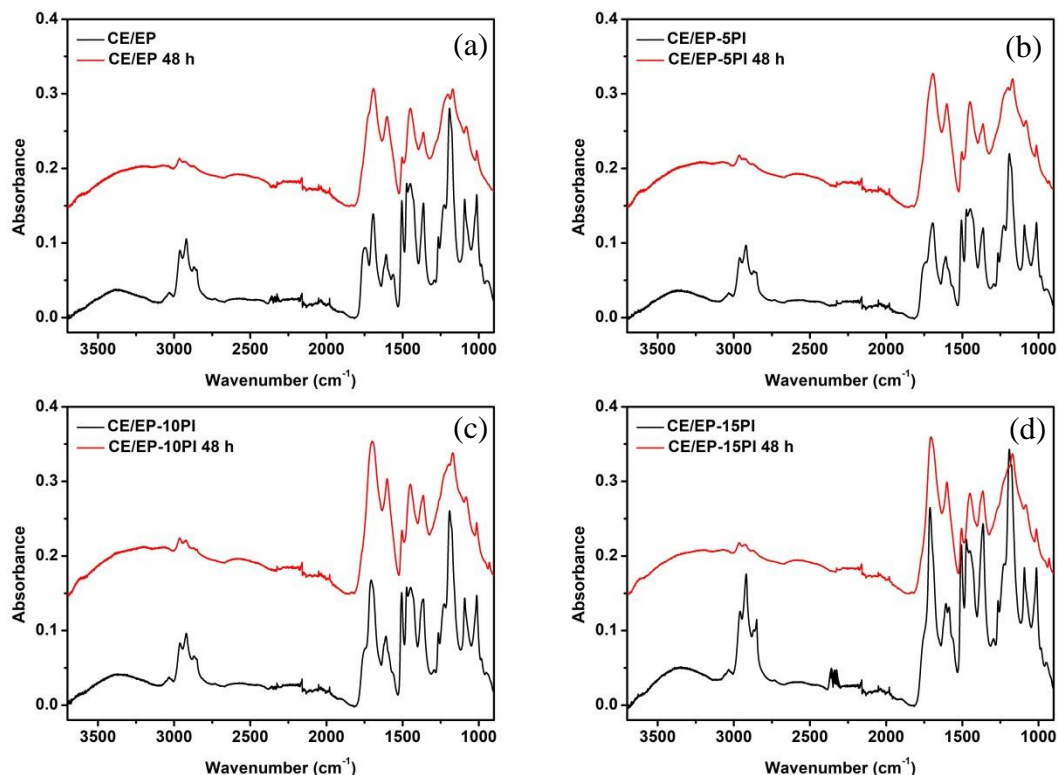 0.4
CE/EP
CE/EP 48 h
(a)
0.3
0.2
0.1
0.0
Absorbance
3500 3000 2500 2000 1500 1000
Wavenumber (cm⁻¹)
0.4
CE/EP-5PI
CE/EP-5PI 48 h
(b)
0.3
0.2
0.1
0.0
Absorbance
3500 3000 2500 2000 1500 1000
Wavenumber (cm⁻¹)
0.4
CE/EP-10PI
CE/EP-10PI 48 h
(c)
0.3
0.2
0.1
0.0
Absorbance
3500 3000 2500 2000 1500 1000
Wavenumber (cm⁻¹)
0.4
CE/EP-15PI
CE/EP-15PI 48 h
(d)
0.3
0.2
0.1
0.0
Absorbance
3500 3000 2500 2000 1500 1000
Wavenumber (cm⁻¹)